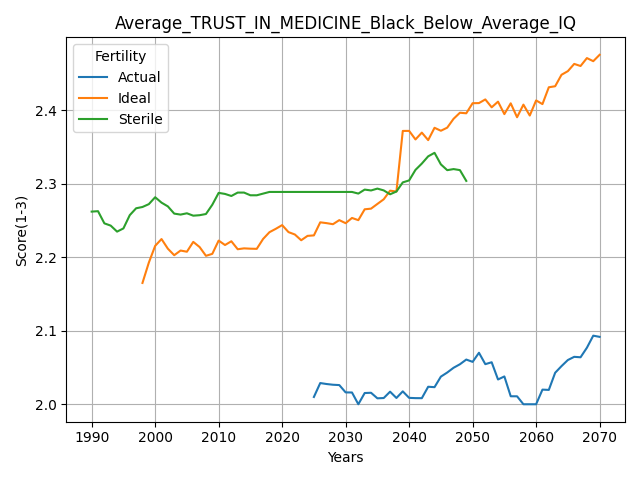 Average_TRUST_IN_MEDICINE_Black_Below_Average_IQ
Fertility
Actual
Ideal
Sterile
Score(1-3)
2.4
2.3
2.2
2.1
2.0
1990 2000 2010 2020 2030 2040 2050 2060 2070
Years